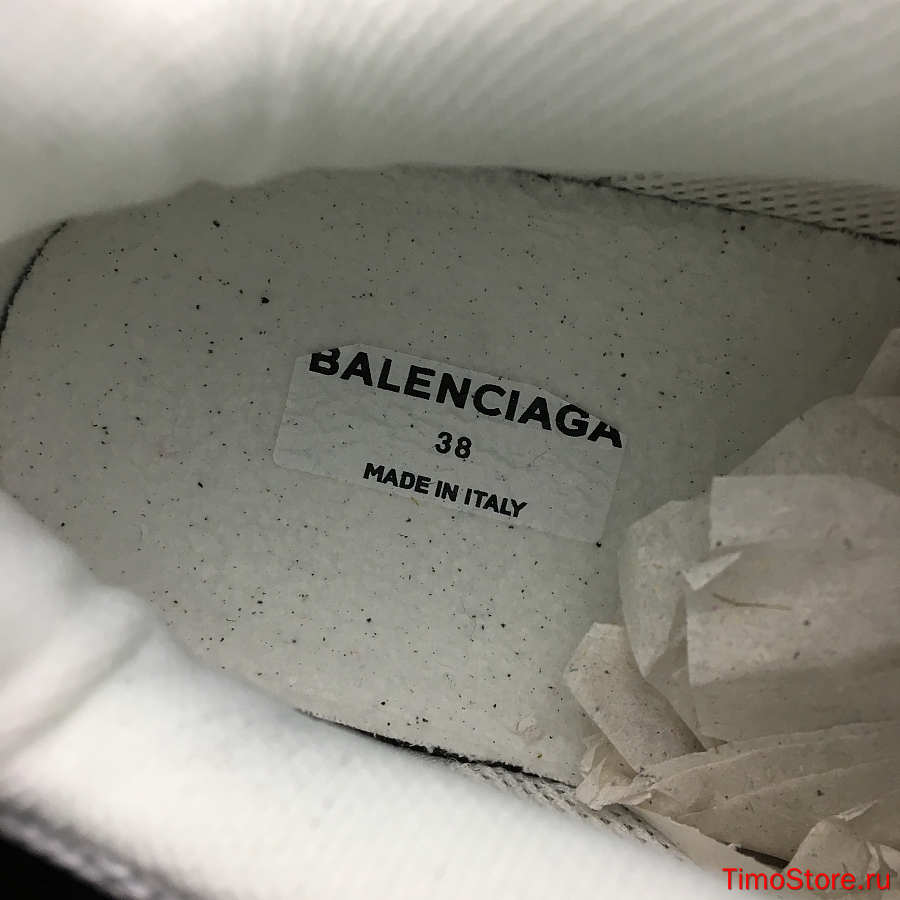 BALENCIAGA
38
MADE IN ITALY
TimoStore.ru